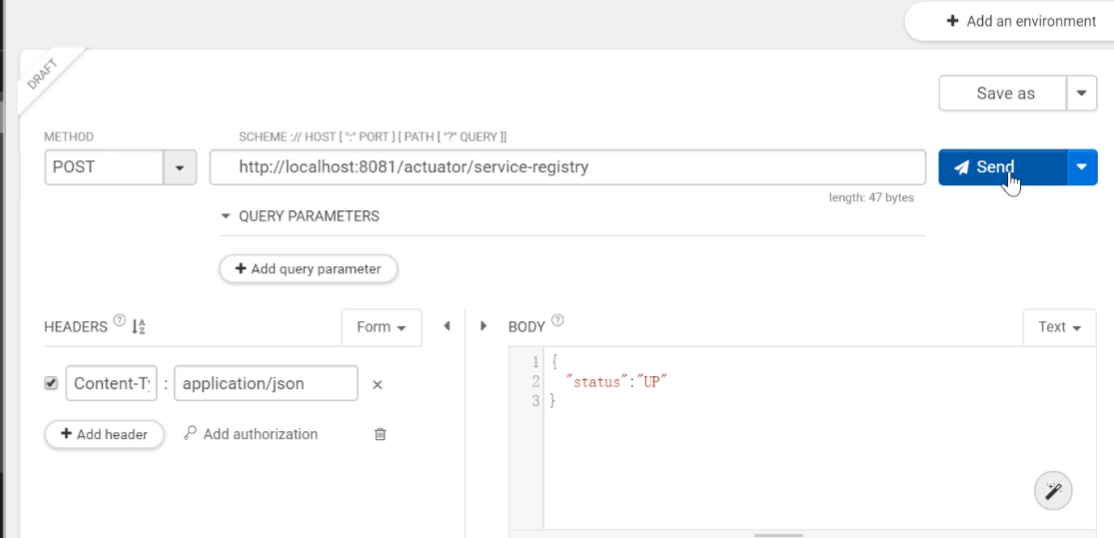 + Add an environment
DRAFT
Save as
METHOD
SCHEME :// HOST [ ":" PORT ] [ PATH [ "?" QUERY ]]
POST
http://localhost:8081/actuator/service-registry
Send
length: 47 bytes
QUERY PARAMETERS
+ Add query parameter
HEADERS ? A Z
Form
BODY ?
Text
Content-Ty : application/json ×
+ Add header
Add authorization
1 {
2 "status":"UP"
3 }